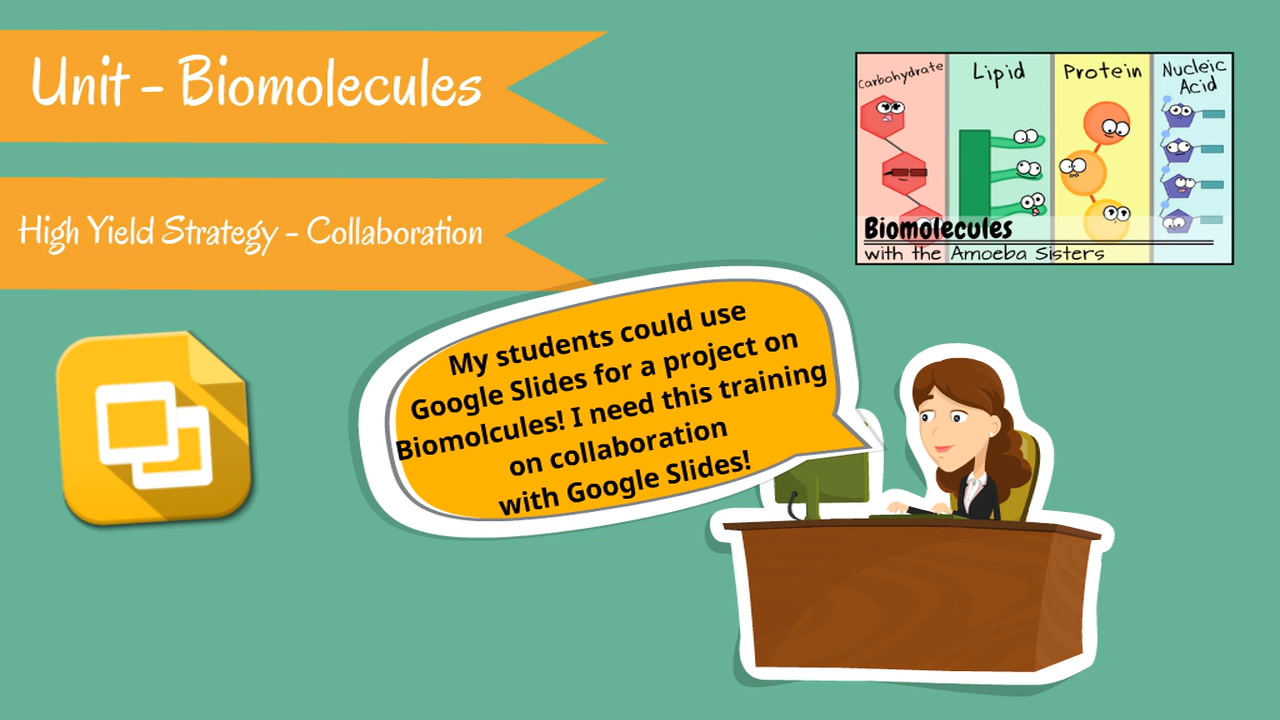 Unit - Biomolecules
High Yield Strategy - Collaboration
Carbohydrate
Lipid
Protein
Nucleic
Acid
Biomolecules
with the Amoeba Sisters
My students could use
Google Slides for a project on
Biomolcules! I need this training
on collaboration
with Google Slides!